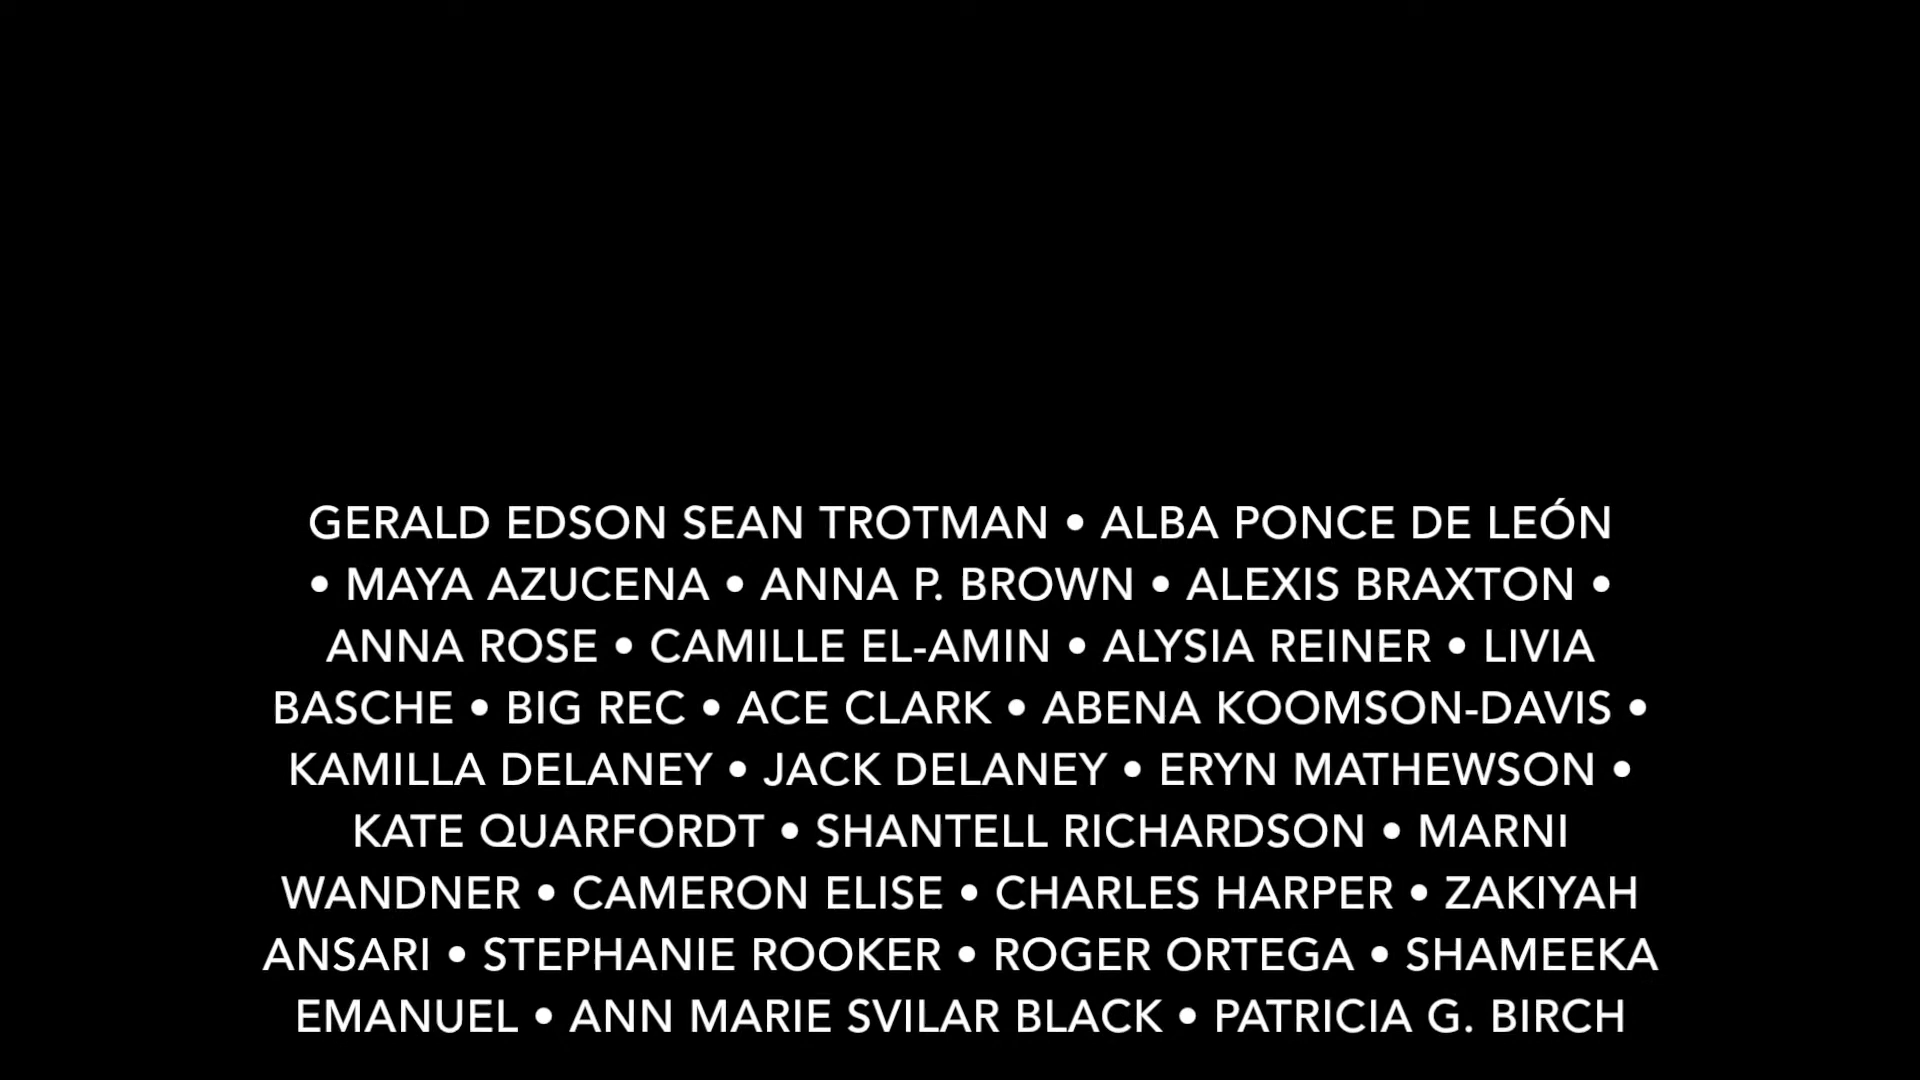 GERALD EDSON SEAN TROTMAN • ALBA PONCE DE LEÓN
• MAYA AZUCENA • ANNA P. BROWN • ALEXIS BRAXTON •
ANNA ROSE • CAMILLE EL-AMIN • ALYSIA REINER • LIVIA
BASCHE • BIG REC • ACE CLARK • ABENA KOOMSON-DAVIS •
KAMILLA DELANEY • JACK DELANEY • ERYN MATHEWSON •
KATE QUARFORDT • SHANTELL RICHARDSON • MARNI
WANDNER • CAMERON ELISE • CHARLES HARPER • ZAKIYAH
ANSARI • STEPHANIE ROOKER • ROGER ORTEGA • SHAMEEKA
EMANUEL • ANN MARIE SVILAR BLACK • PATRICIA G. BIRCH